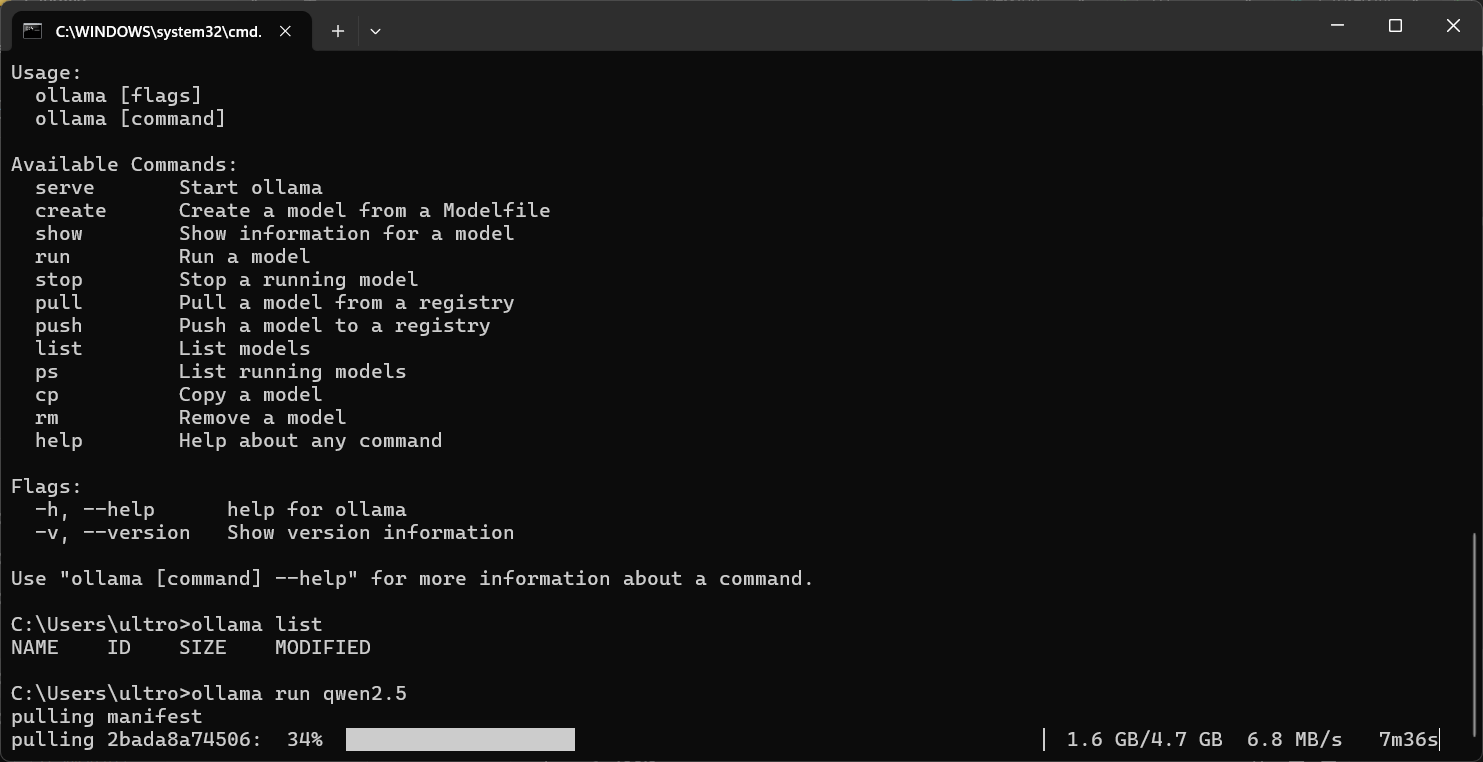 C:\WINDOWS\system32\cmd.
Usage:
  ollama [flags]
  ollama [command]

Available Commands:
  serve       Start ollama
  create      Create a model from a Modelfile
  show        Show information for a model
  run         Run a model
  stop        Stop a running model
  pull        Pull a model from a registry
  push        Push a model to a registry
  list        List models
  ps          List running models
  cp          Copy a model
  rm          Remove a model
  help        Help about any command

Flags:
  -h, --help      help for ollama
  -v, --version   Show version information

Use "ollama [command] --help" for more information about a command.

C:\Users\ultro>ollama list
NAME    ID    SIZE    MODIFIED

C:\Users\ultro>ollama run qwen2.5
pulling manifest
pulling 2bada8a74506:  34% 1.6 GB/4.7 GB  6.8 MB/s   7m36s